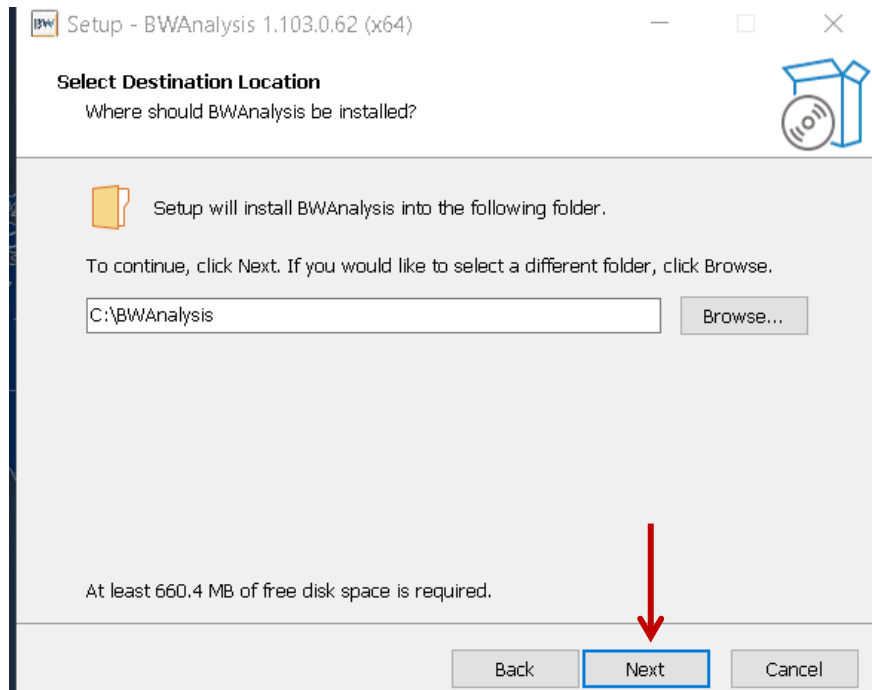 BW Setup - BWAnalysis 1.103.0.62 (x64)
Select Destination Location
Where should BWAnalysis be installed?
Setup will install BWAnalysis into the following folder.
To continue, click Next. If you would like to select a different folder, click Browse.
C:\BWAnalysis
Browse...
At least 660.4 MB of free disk space is required.
Back
Next
Cancel